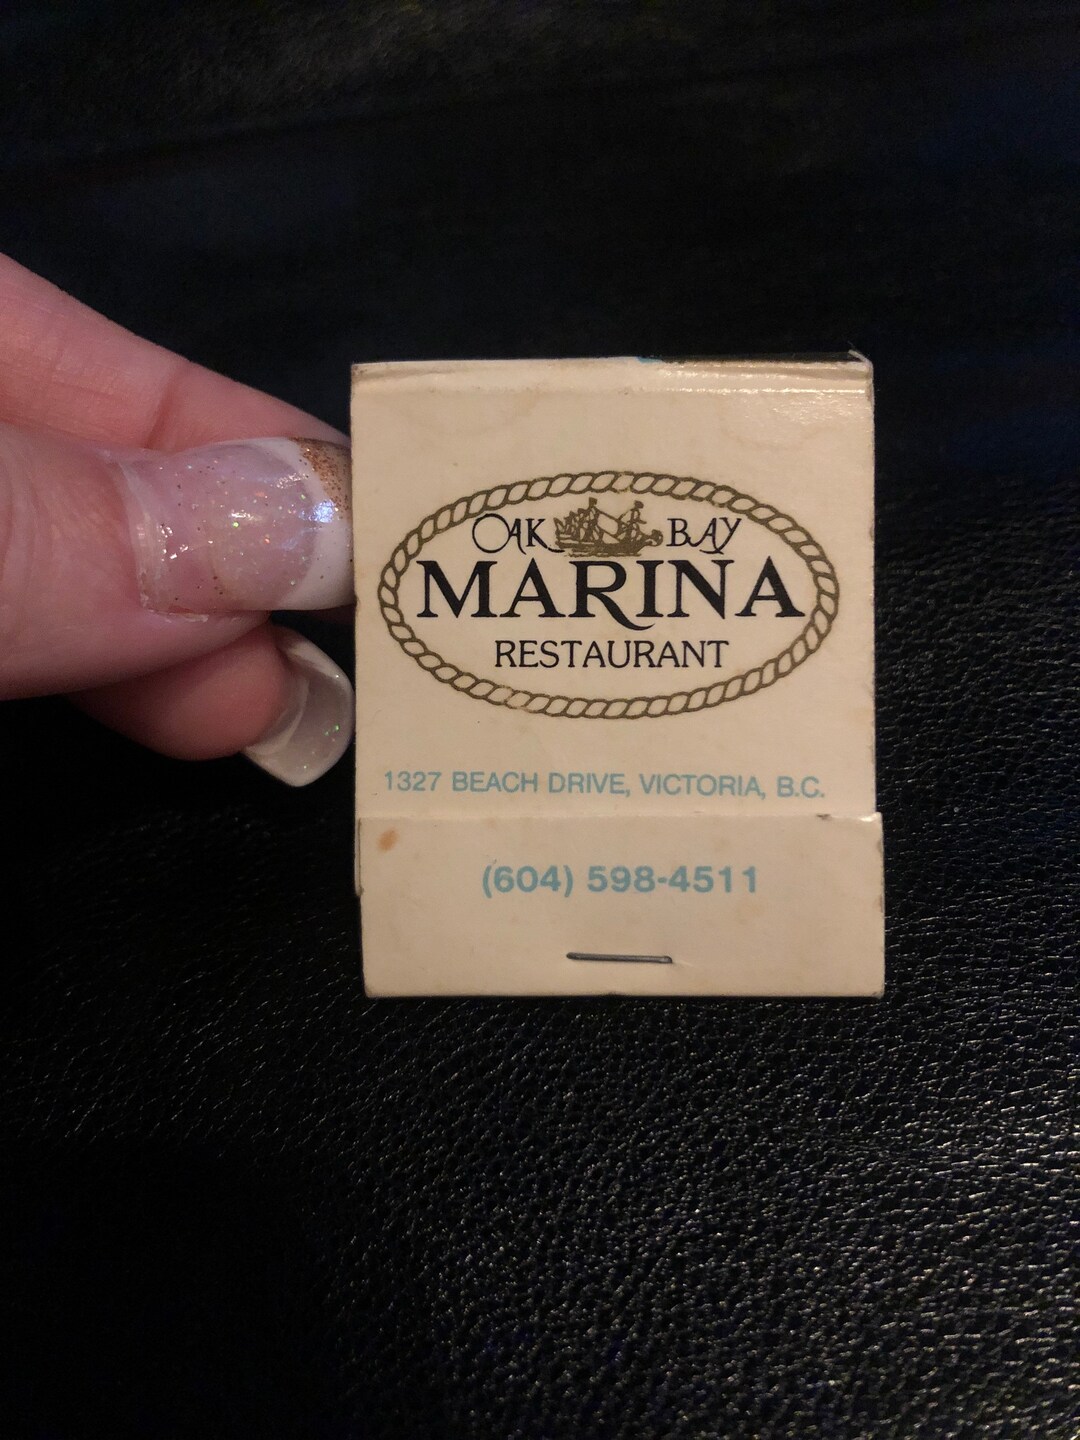 OAK BAY
MARINA
RESTAURANT
1327 BEACH DRIVE, VICTORIA, B.C.
(604) 598-4511